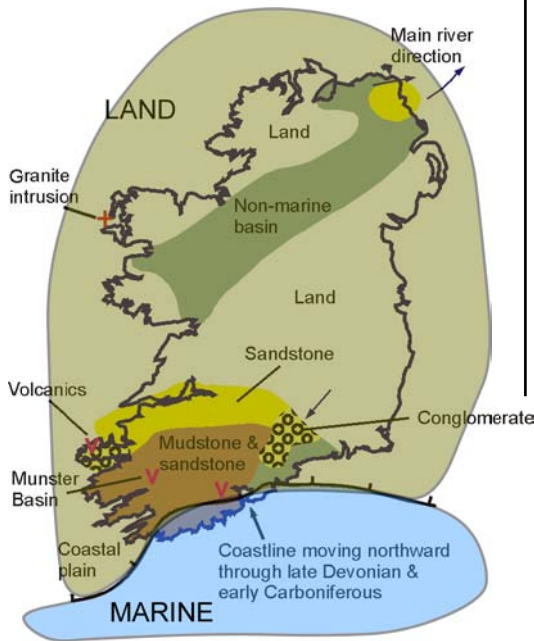 Main river
direction
LAND
Land
Granite
intrusion
Non-marine
basin
Land
Sandstone
Volcanics
V
Conglomerate
Mudstone &
sandstone
V
Munster
Basin
V
Coastal
plain
Coastline moving northward
through late Devonian &
early Carboniferous
MARINE